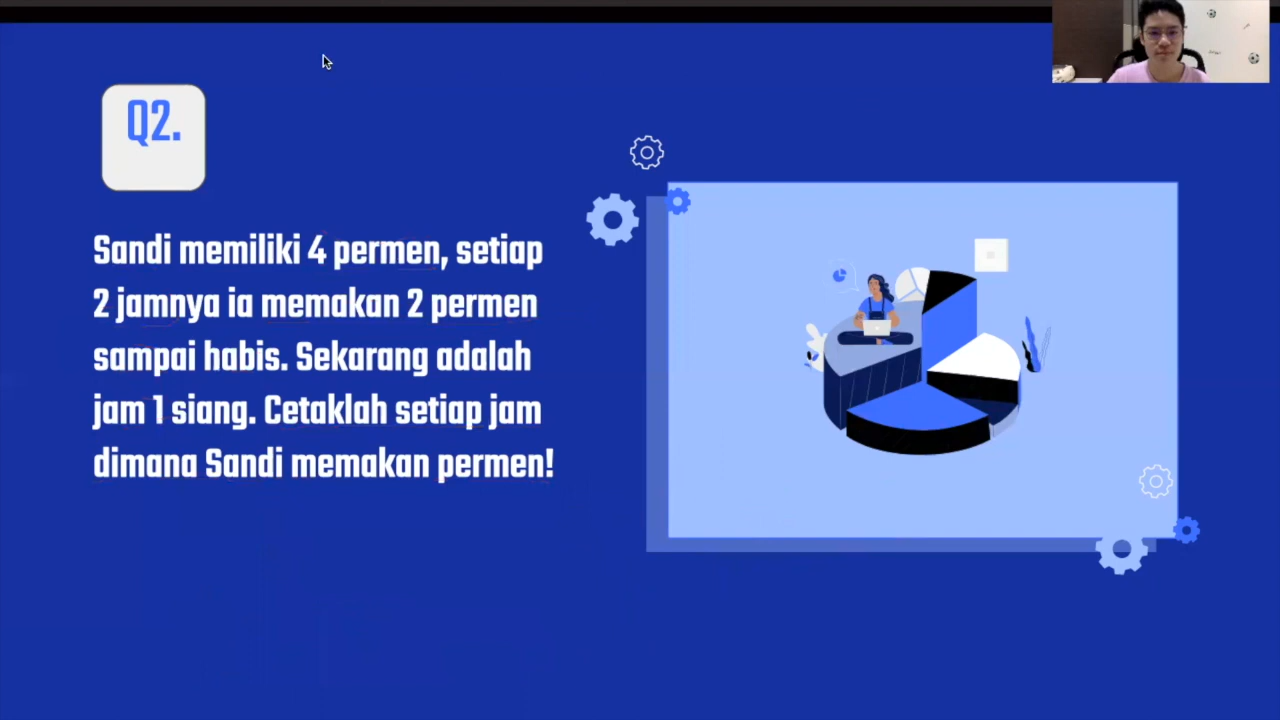 Q2.
Sandi memiliki 4 permen, setiap
2 jamnya ia memakan 2 permen
sampai habis. Sekarang adalah
jam 1 siang. Cetaklah setiap jam
dimana Sandi memakan permen!